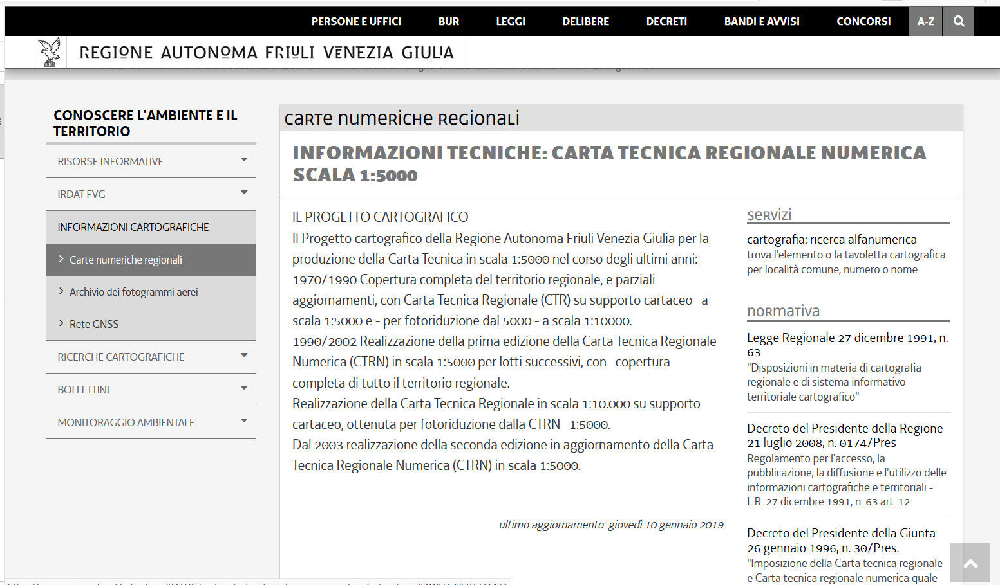 PERSONE E UFFICI BUR LEGGI DELIBERE DECRETI BANDI E AVVISI CONCORSI A-Z
REGIONE AUTONOMA FRIULI VENEZIA GIULIA
CONOSCERE L'AMBIENTE E IL
TERRITORIO
RISORSE INFORMATIVE
IRDAT FVG
INFORMAZIONI CARTOGRAFICHE
Carte numeriche regionali
Archivio dei fotogrammi aerei
Rete GNSS
RICERCHE CARTOGRAFICHE
BOLLETTINI
MONITORAGGIO AMBIENTALE
carte numeriche regionali
INFORMAZIONI TECNICHE: CARTA TECNICA REGIONALE NUMERICA
SCALA 1:5000
IL PROGETTO CARTOGRAFICO
Il Progetto cartografico della Regione Autonoma Friuli Venezia Giulia per la
produzione della Carta Tecnica in scala 1:5000 nel corso degli ultimi anni:
1970/1990 Copertura completa del territorio regionale, e parziali
aggiornamenti, con Carta Tecnica Regionale (CTR) su supporto cartaceo a
scala 1:5000 e - per fotoriduzione dal 5000 - a scala 1:10000.
1990/2002 Realizzazione della prima edizione della Carta Tecnica Regionale
Numerica (CTRN) in scala 1:5000 per lotti successivi, con copertura
completa di tutto il territorio regionale.
Realizzazione della Carta Tecnica Regionale in scala 1:10.000 su supporto
cartaceo, ottenuta per fotoriduzione dalla CTRN 1:5000.
Dal 2003 realizzazione della seconda edizione in aggiornamento della Carta
Tecnica Regionale Numerica (CTRN) in scala 1:5000.
ultimo aggiornamento: giovedì 10 gennaio 2019
servizi
cartografia: ricerca alfanumerica
trova l'elemento o la tavoletta cartografica
per località comune, numero o nome
normativa
Legge Regionale 27 dicembre 1991, n.
63
"Disposizioni in materia di cartografia
regionale e di sistema informativo
territoriale cartografico"
Decreto del Presidente della Regione
21 luglio 2008, n. 0174/Pres
Regolamento per l'accesso, la
pubblicazione, la diffusione e l'utilizzo delle
informazioni cartografiche e territoriali -
L.R. 27 dicembre 1991, n. 63 art. 12
Decreto del Presidente della Giunta
26 gennaio 1996, n. 30/Pres.
"Imposizione della Carta tecnica regionale
e Carta tecnica regionale numerica quale